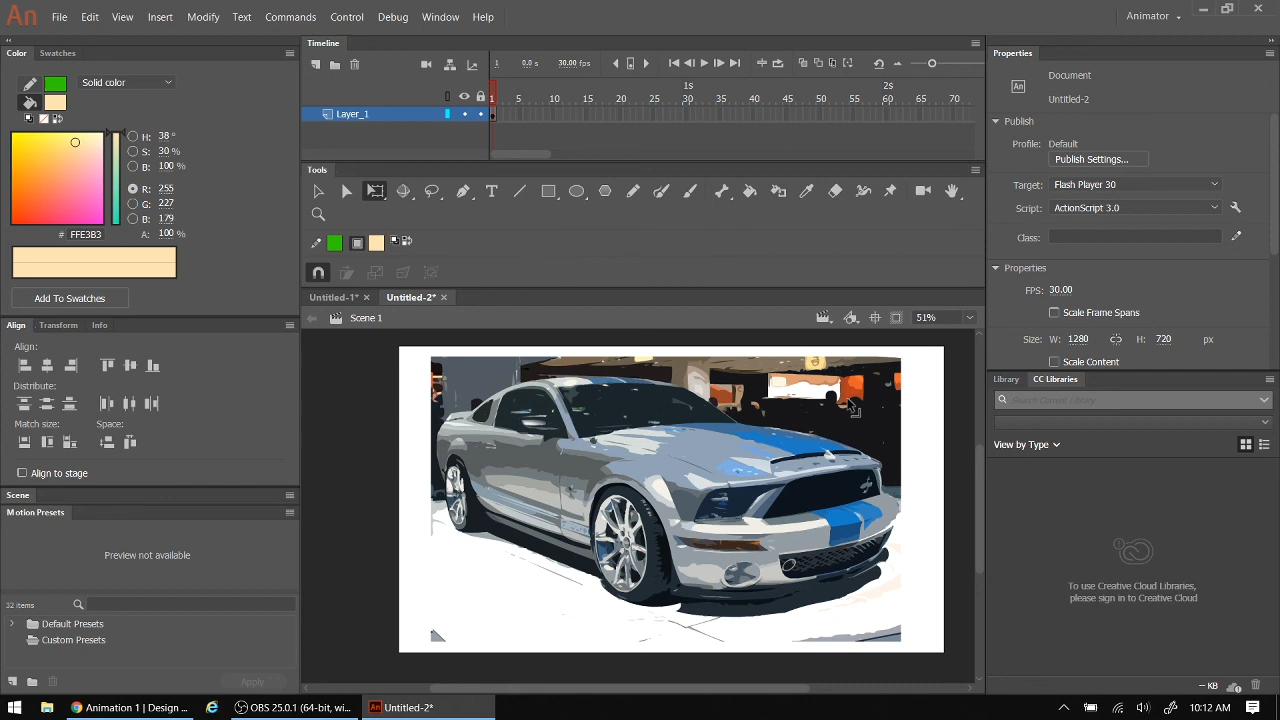 An File Edit View Insert Modify Text Commands Control Debug Window Help Animator
Color Swatches
Solid color
H: 38 °
S: 30 %
B: 100 %
R: 255
G: 227
B: 179
# FFE3B3 A: 100 %
Add To Swatches
Align Transform Info
Align:
Distribute:
Match size: Space:
Align to stage
Scene
Motion Presets
Preview not available
32 items
Default Presets
Custom Presets
Apply
Timeline
1 0.0 s 30.00 fps
1s 2s
1 5 10 15 20 25 30 35 40 45 50 55 60 65 70
Layer_1
Tools
Untitled-1* × Untitled-2* ×
Scene 1 51%
Properties
An Document
Untitled-2
Publish
Profile: Default
Publish Settings...
Target: Flash Player 30
Script: ActionScript 3.0
Class:
Properties
FPS: 30.00
Scale Frame Spans
Size: W: 1280 H: 720 px
Scale Content
Library CC Libraries
Search Current Library
View by Type
To use Creative Cloud Libraries,
please sign in to Creative Cloud
-- KB
Animation 1 | Design ... OBS 25.0.1 (64-bit, wi... An Untitled-2* 10:12 AM